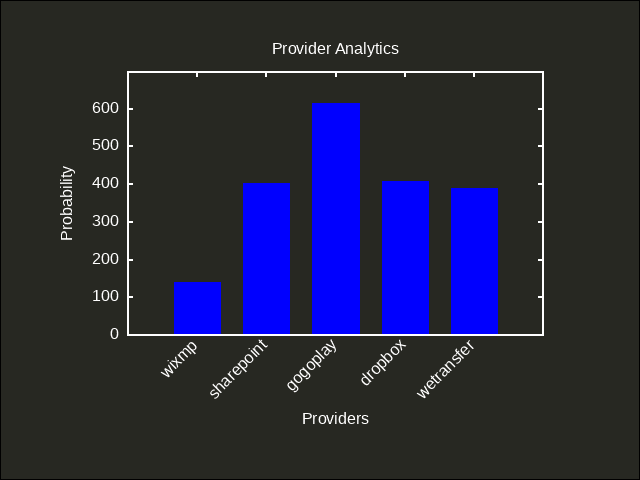 Provider Analytics
600
500
400
300
200
100
0
Probability
wixmp
sharepoint
gogoplay
dropbox
wetransfer
Providers